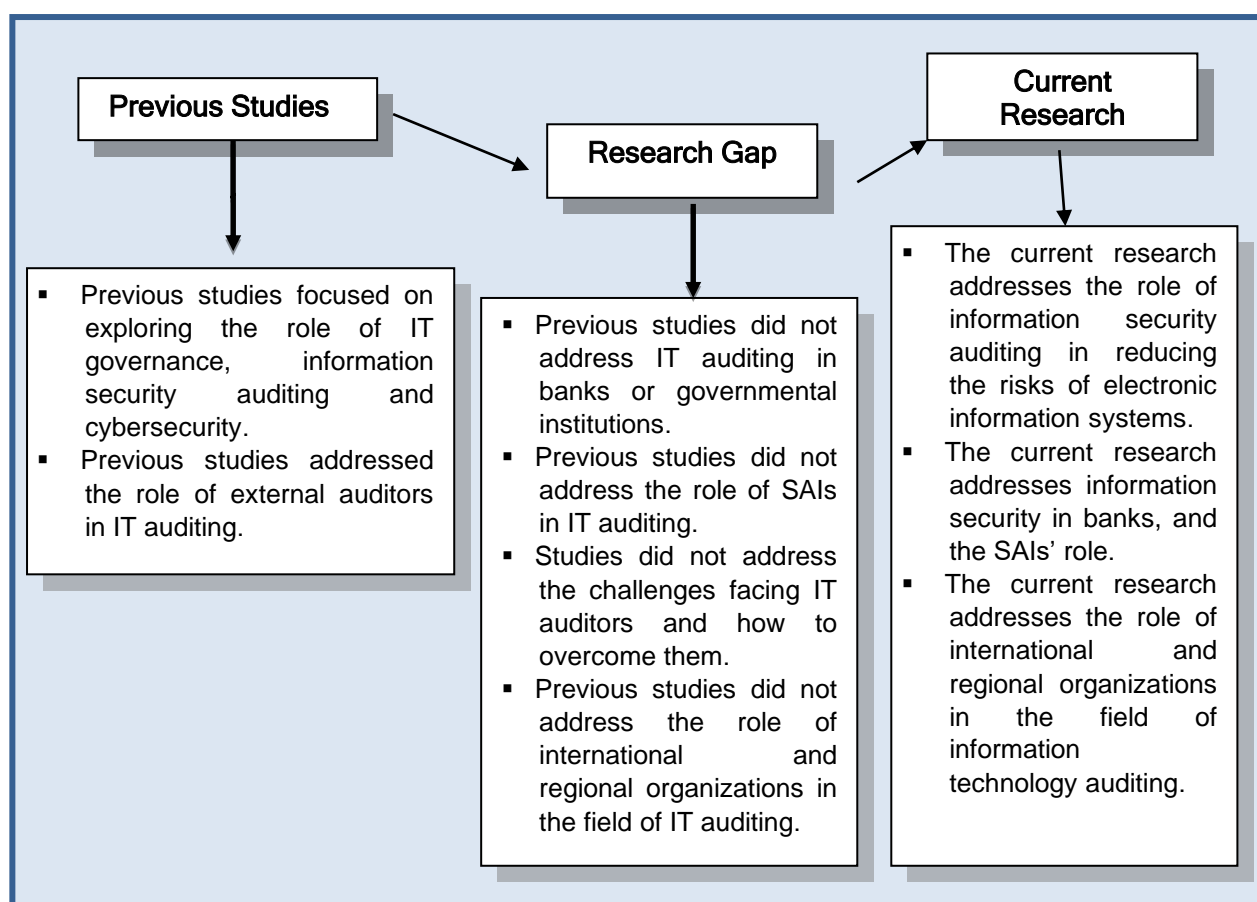 Previous Studies
▪ Previous studies focused on
exploring the role of IT
governance, information
security auditing and
cybersecurity.
▪ Previous studies addressed
the role of external auditors
in IT auditing.
Research Gap
▪ Previous studies did not
address IT auditing in
banks or governmental
institutions.
▪ Previous studies did not
address the role of SAIs
in IT auditing.
▪ Studies did not address
the challenges facing IT
auditors and how to
overcome them.
▪ Previous studies did not
address the role of
international and
regional organizations in
the field of IT auditing.
Current
Research
▪ The current research
addresses the role of
information security
auditing in reducing
the risks of electronic
information systems.
▪ The current research
addresses information
security in banks, and
the SAIs’ role.
▪ The current research
addresses the role of
international and
regional organizations
in the field of
information
technology auditing.